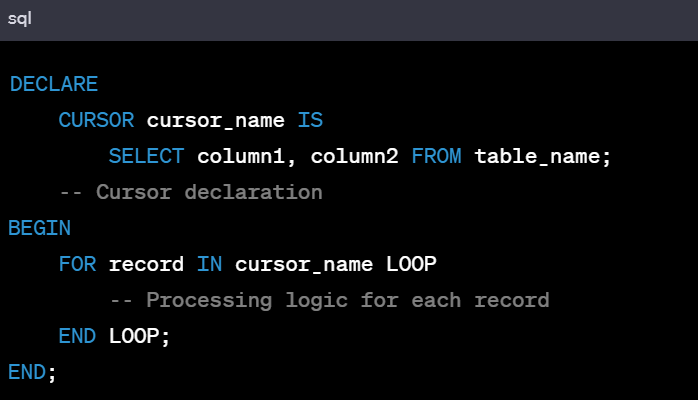 sql
DECLARE
CURSOR cursor_name IS
SELECT column1, column2 FROM table_name;
-- Cursor declaration
BEGIN
FOR record IN cursor_name LOOP
-- Processing logic for each record
END LOOP;
END;